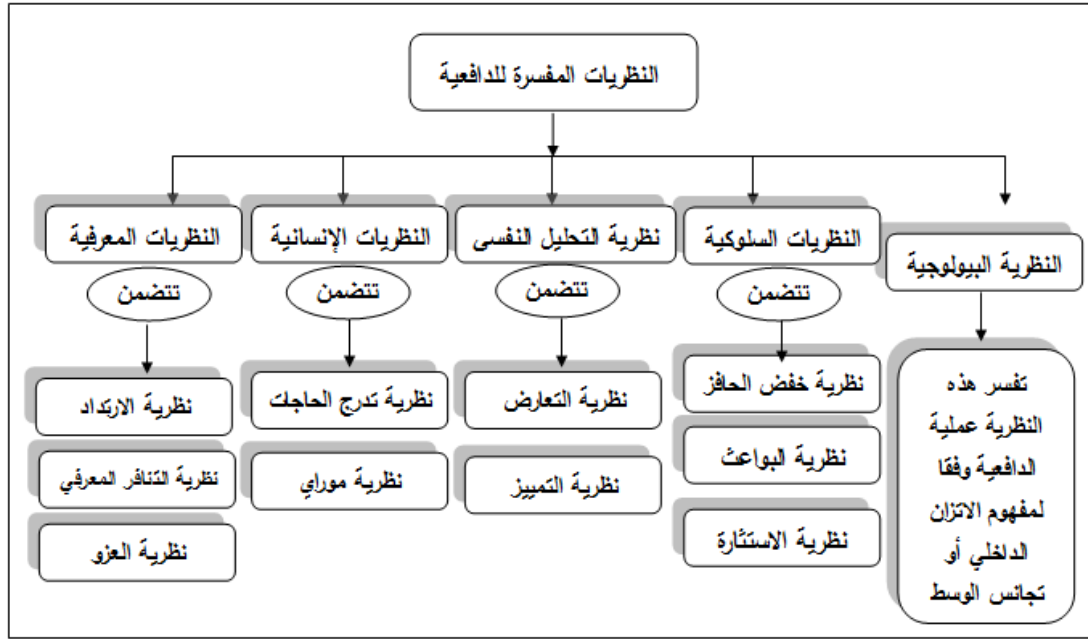 النظريات المفسرة للدافعية
النظرية البيولوجية
تفسر هذه
النظرية عملية
الدافعية وفقا
لمفهوم الاتزان
الداخلي أو
تجانس الوسط
النظريات السلوكية
تتضمن
نظرية خفض الحافز
نظرية البواعث
نظرية الاستثارة
نظرية التحليل النفسى
تتضمن
نظرية التعارض
نظرية التمييز
النظريات الإنسانية
تتضمن
نظرية تدرج الحاجات
نظرية موراي
النظريات المعرفية
تتضمن
نظرية الارتداد
نظرية التنافر المعرفي
نظرية العزو